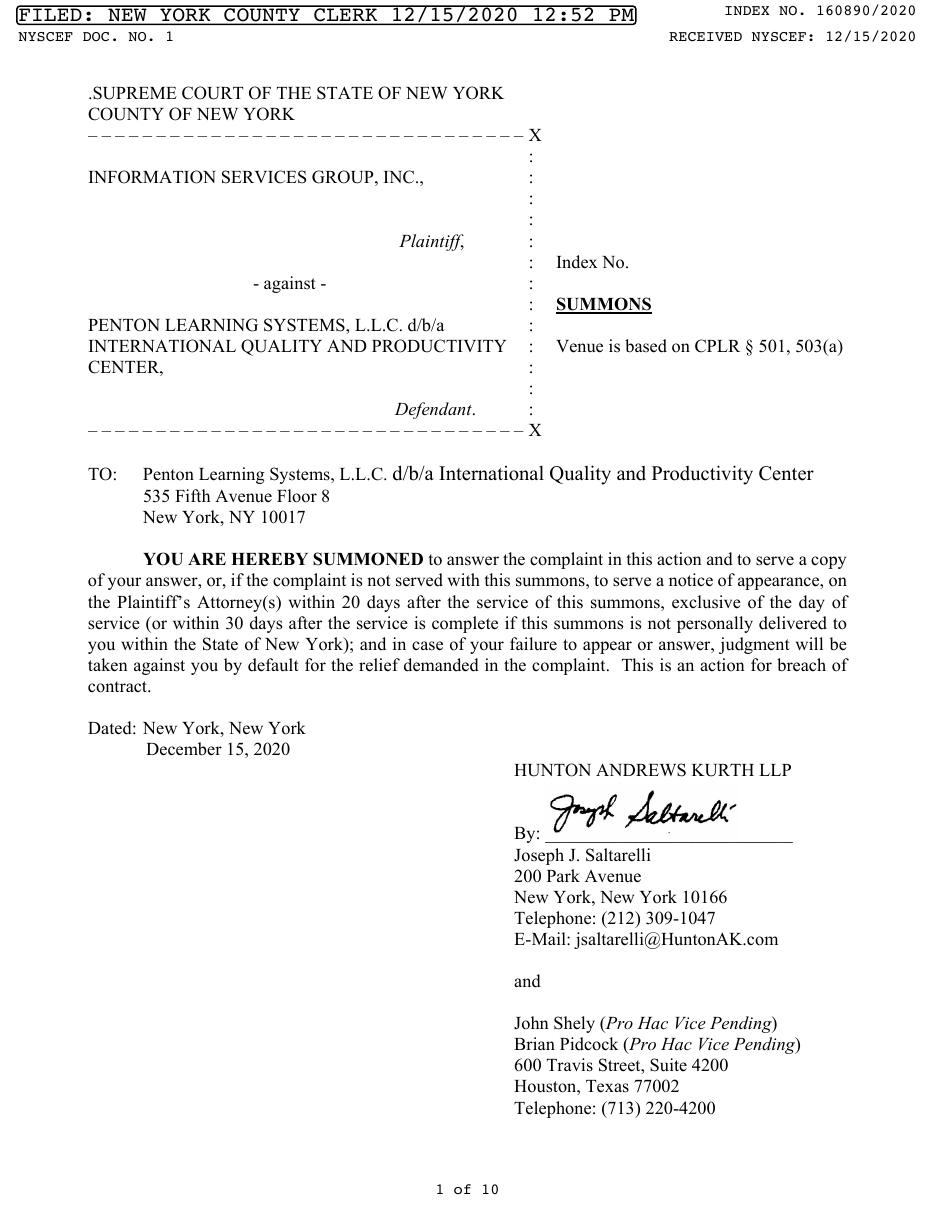 FILED: NEW YORK COUNTY CLERK 12/15/2020 12:52 PM
INDEX NO. 160890/2020
NYSCEF DOC. NO. 1
RECEIVED NYSCEF: 12/15/2020
.SUPREME COURT OF THE STATE OF NEW YORK
COUNTY OF NEW YORK
– – – – – – – – – – – – – – – – – – – – – – – – – – – – – – – – X
:
INFORMATION SERVICES GROUP, INC., :
:
:
Plaintiff, :
: Index No.
- against - :
: SUMMONS
PENTON LEARNING SYSTEMS, L.L.C. d/b/a :
INTERNATIONAL QUALITY AND PRODUCTIVITY : Venue is based on CPLR § 501, 503(a)
CENTER, :
:
Defendant. :
– – – – – – – – – – – – – – – – – – – – – – – – – – – – – – – – X
TO: Penton Learning Systems, L.L.C. d/b/a International Quality and Productivity Center
535 Fifth Avenue Floor 8
New York, NY 10017
YOU ARE HEREBY SUMMONED to answer the complaint in this action and to serve a copy
of your answer, or, if the complaint is not served with this summons, to serve a notice of appearance, on
the Plaintiff’s Attorney(s) within 20 days after the service of this summons, exclusive of the day of
service (or within 30 days after the service is complete if this summons is not personally delivered to
you within the State of New York); and in case of your failure to appear or answer, judgment will be
taken against you by default for the relief demanded in the complaint. This is an action for breach of
contract.
Dated: New York, New York
December 15, 2020
HUNTON ANDREWS KURTH LLP
Joseph Saltarelli
By: ___________________________
Joseph J. Saltarelli
200 Park Avenue
New York, New York 10166
Telephone: (212) 309-1047
E-Mail: jsaltarelli@HuntonAK.com
and
John Shely (Pro Hac Vice Pending)
Brian Pidcock (Pro Hac Vice Pending)
600 Travis Street, Suite 4200
Houston, Texas 77002
Telephone: (713) 220-4200
1 of 10